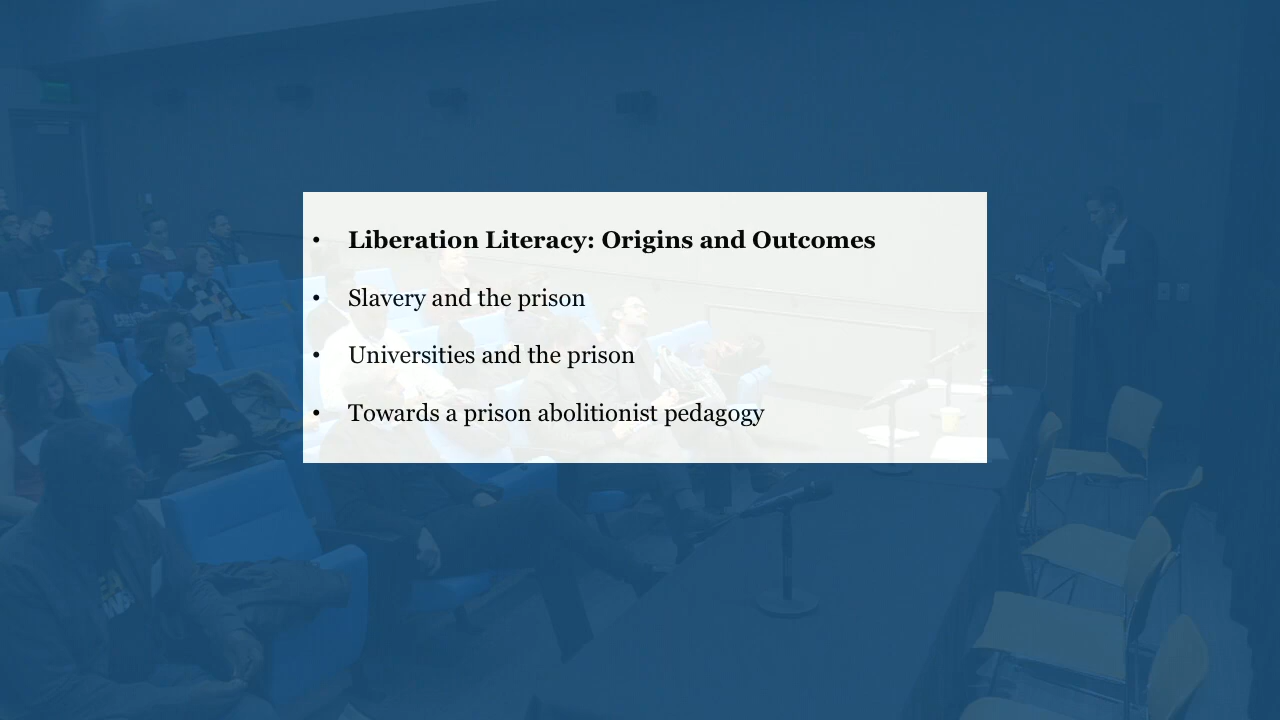 • Liberation Literacy: Origins and Outcomes
• Slavery and the prison
• Universities and the prison
• Towards a prison abolitionist pedagogy